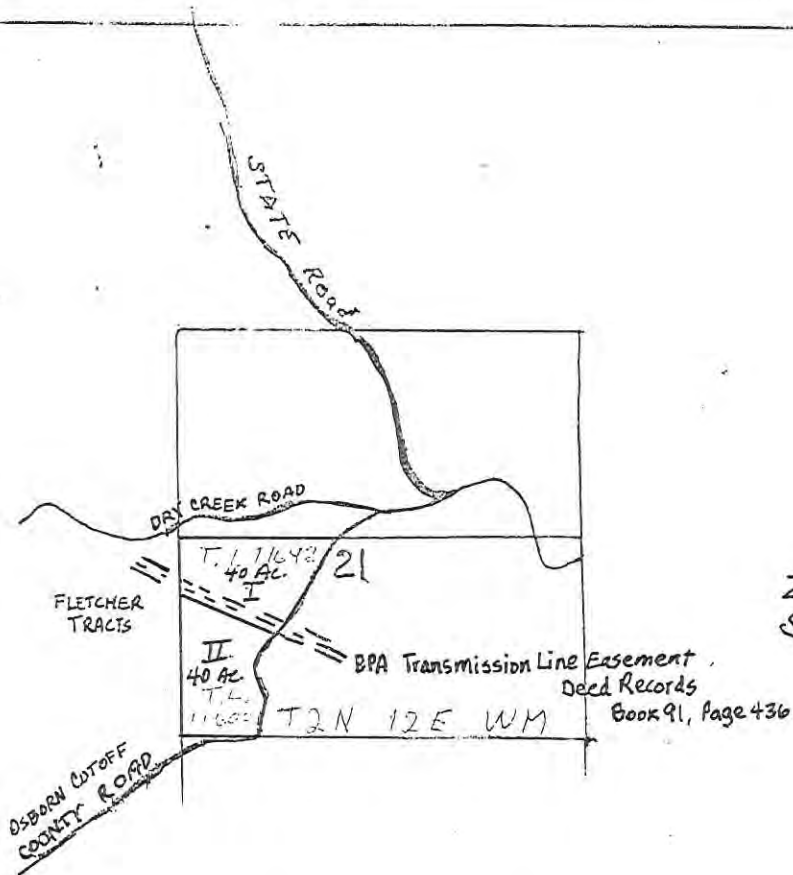 STATE Road
DRY CREEK ROAD
T.L. 11642
40 Ac.
I
21
FLETCHER
TRACTS
II
40 Ac.
T.L.
BPA Transmission Line Easement
Deed Records
Book 91, Page 436
T2N 12E WM
OSBORN CUTOFF
COUNTY ROAD